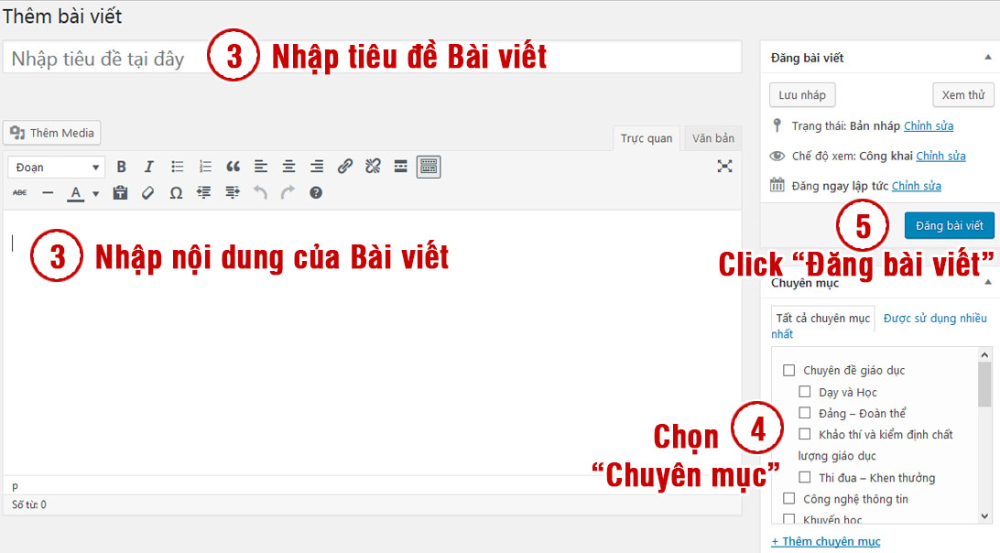 Thêm bài viết
Nhập tiêu đề tại đây
3 Nhập tiêu đề Bài viết
Thêm Media
Trực quan
Văn bản
Đoạn
B I
ABC A
3 Nhập nội dung của Bài viết
p
Số từ: 0
Đăng bài viết
Lưu nháp
Xem thử
Trạng thái: Bản nháp Chỉnh sửa
Chế độ xem: Công khai Chỉnh sửa
Đăng ngay lập tức Chỉnh sửa
5
Đăng bài viết
Click “Đăng bài viết”
Chuyên mục
Tất cả chuyên mục
Được sử dụng nhiều
nhất
Chuyên đề giáo dục
Dạy và Học
Đảng – Đoàn thể
Khảo thí và kiểm định chất
lượng giáo dục
Thi đua – Khen thưởng
Công nghệ thông tin
Khuyến học
Chọn 4
“Chuyên mục”
+ Thêm chuyên mục